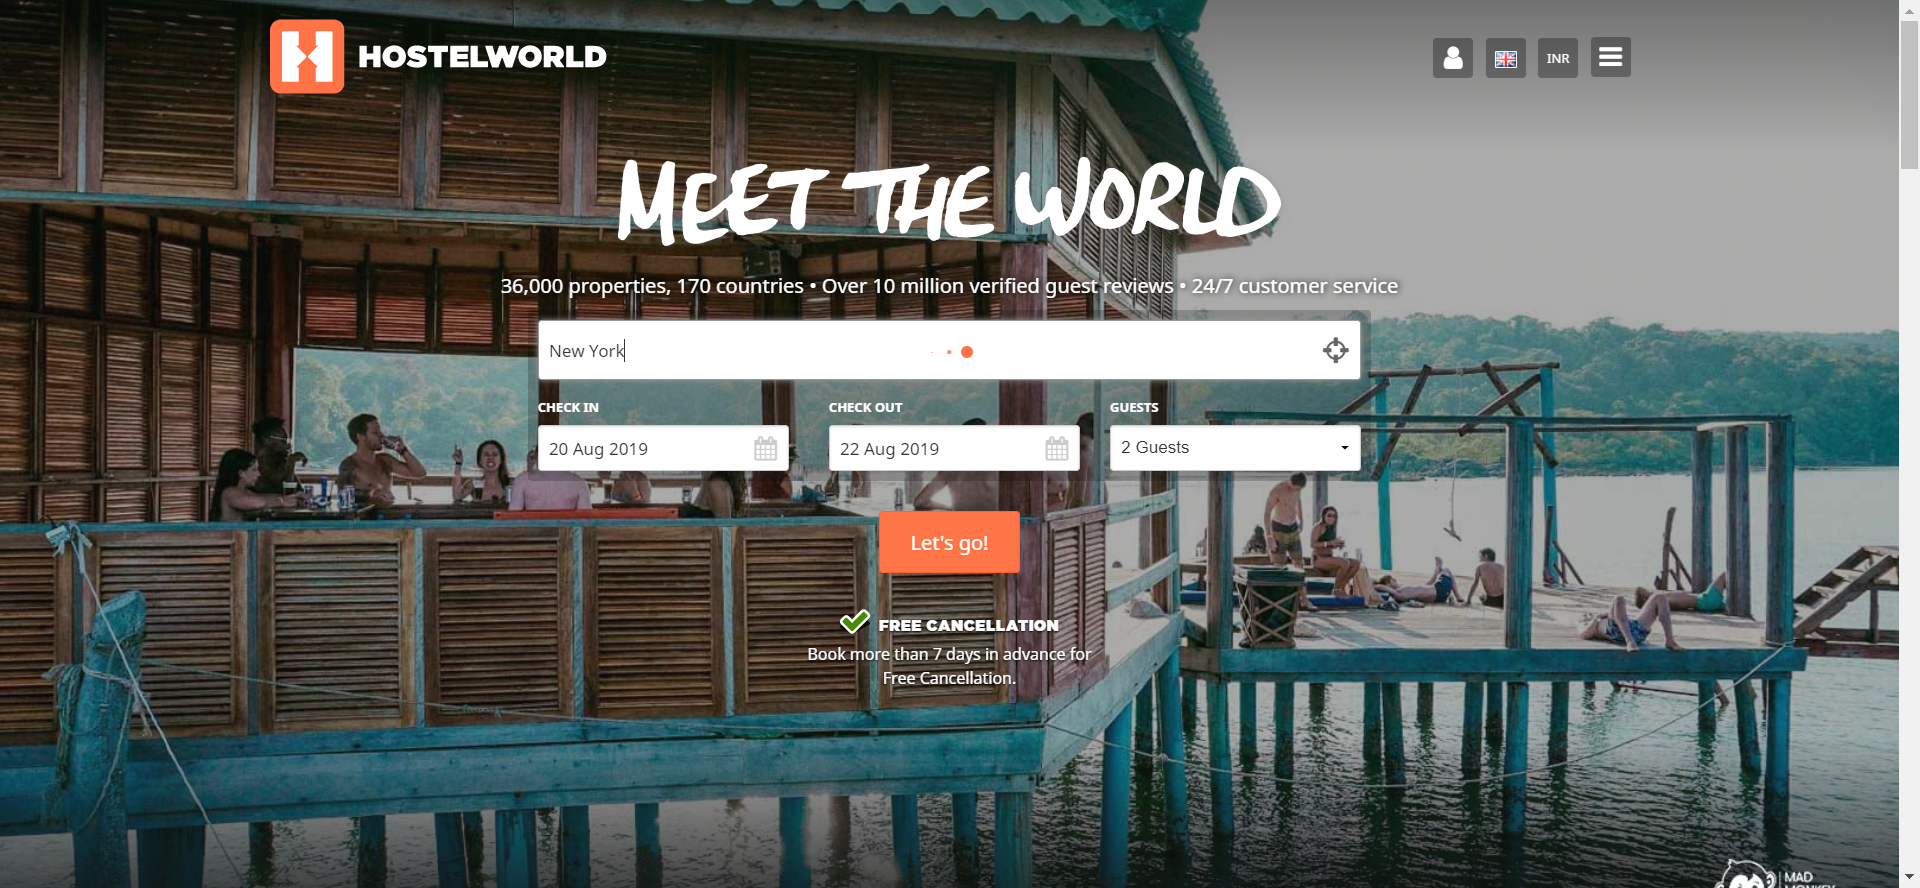 HOSTELWORLD
INR
MEET THE WORLD
36,000 properties, 170 countries • Over 10 million verified guest reviews • 24/7 customer service
New York
CHECK IN
CHECK OUT
GUESTS
20 Aug 2019
22 Aug 2019
2 Guests
Let's go!
FREE CANCELLATION
Book more than 7 days in advance for
Free Cancellation.
MAD
MONKEY